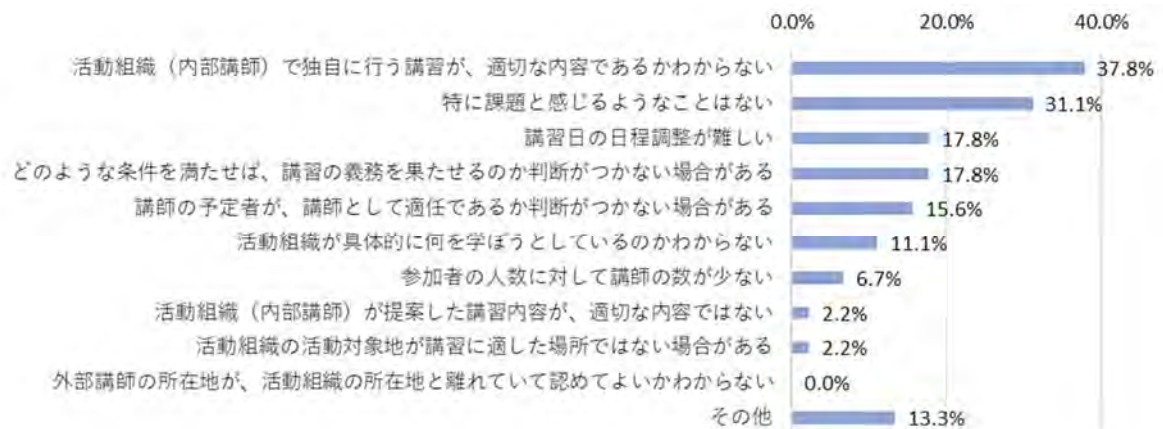 0.0% 20.0% 40.0%
活動組織（内部講師）で独自に行う講習が、適切な内容であるかわからない 37.8%
特に課題と感じるようなことはない 31.1%
講習日の日程調整が難しい 17.8%
どのような条件を満たせば、講習の義務を果たせるのか判断がつかない場合がある 17.8%
講師の予定者が、講師として適任であるか判断がつかない場合がある 15.6%
活動組織が具体的に何を学ぼうとしているのかわからない 11.1%
参加者の人数に対して講師の数が少ない 6.7%
活動組織（内部講師）が提案した講習内容が、適切な内容ではない 2.2%
活動組織の活動対象地が講習に適した場所ではない場合がある 2.2%
外部講師の所在地が、活動組織の所在地と離れていて認めてよいかわからない 0.0%
その他 13.3%